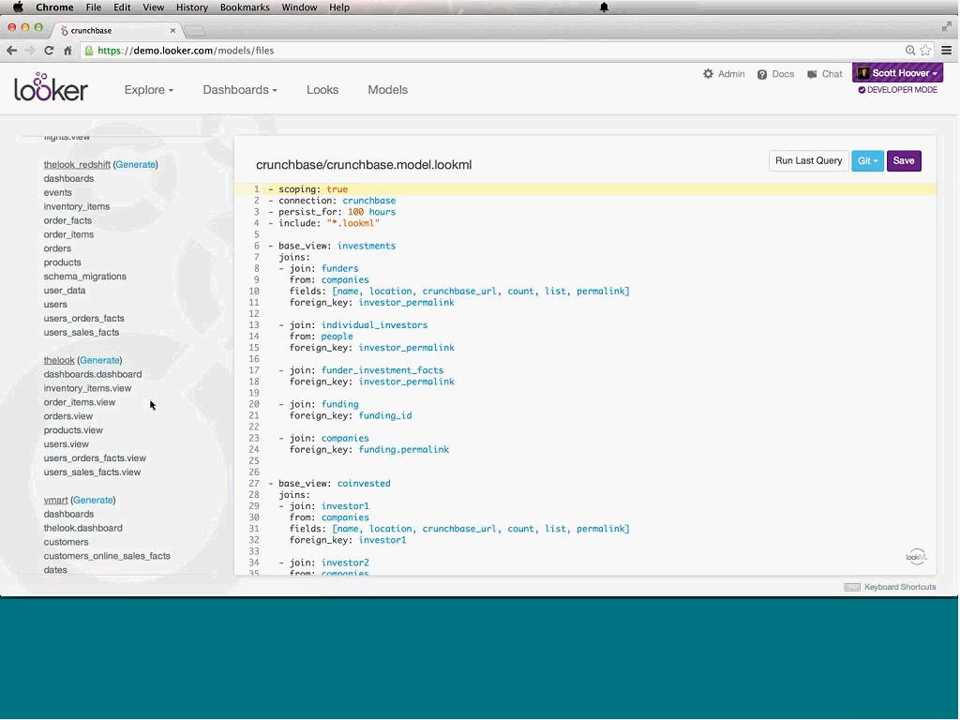 Chrome File Edit View History Bookmarks Window Help
crunchbase
https://demo.looker.com/models/files
looker
Explore
Dashboards
Looks
Models
Admin
Docs
Chat
Scott Hoover
DEVELOPER MODE
flights.view
thelook_redshift (Generate)
dashboards
events
inventory_items
order_facts
order_items
orders
products
schema_migrations
user_data
users
users_orders_facts
users_sales_facts
thelook (Generate)
dashboards.dashboard
inventory_items.view
order_items.view
orders.view
products.view
users.view
users_orders_facts.view
users_sales_facts.view
vmart (Generate)
dashboards
thelook.dashboard
customers
customers_online_sales_facts
dates
crunchbase/crunchbase.model.lookml
Run Last Query
Git
Save
1 - scoping: true
2 - connection: crunchbase
3 - persist_for: 100 hours
4 - include: "*.lookml"
5
6 - base_view: investments
7 joins:
8 - join: funders
9 from: companies
10 fields: [name, location, crunchbase_url, count, list, permalink]
11 foreign_key: investor_permalink
12
13 - join: individual_investors
14 from: people
15 foreign_key: investor_permalink
16
17 - join: funder_investment_facts
18 foreign_key: investor_permalink
19
20 - join: funding
21 foreign_key: funding_id
22
23 - join: companies
24 foreign_key: funding.permalink
25
26
27 - base_view: coinvested
28 joins:
29 - join: investor1
30 from: companies
31 fields: [name, location, crunchbase_url, count, list, permalink]
32 foreign_key: investor1
33
34 - join: investor2
35 from: companies
lookML
Keyboard Shortcuts